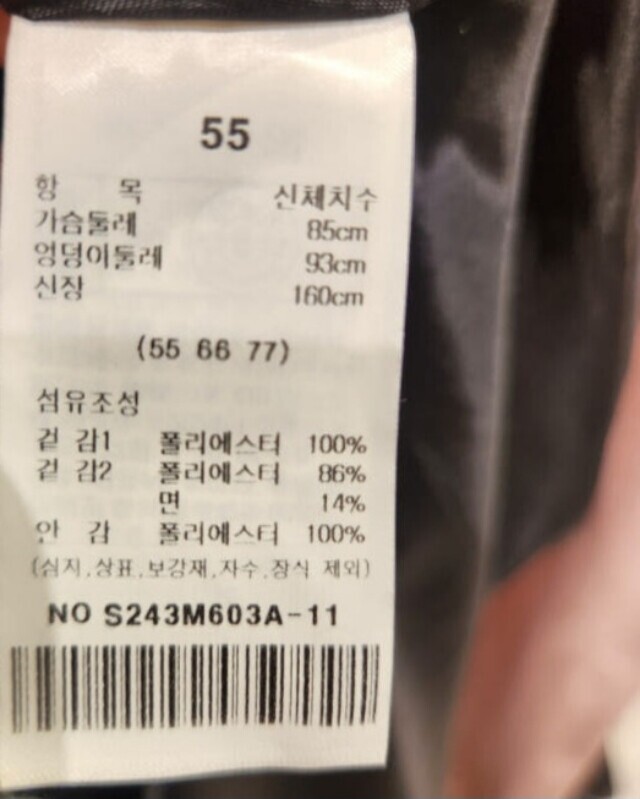 55
항 목 신체치수
가슴둘레 85cm
엉덩이둘레 93cm
신장 160cm
(55 66 77)
섬유조성
겉 감1 폴리에스터 100%
겉 감2 폴리에스터 86%
면 14%
안 감 폴리에스터 100%
(심지,상표,보강재,자수,장식 제외)
NO S243M603A-11